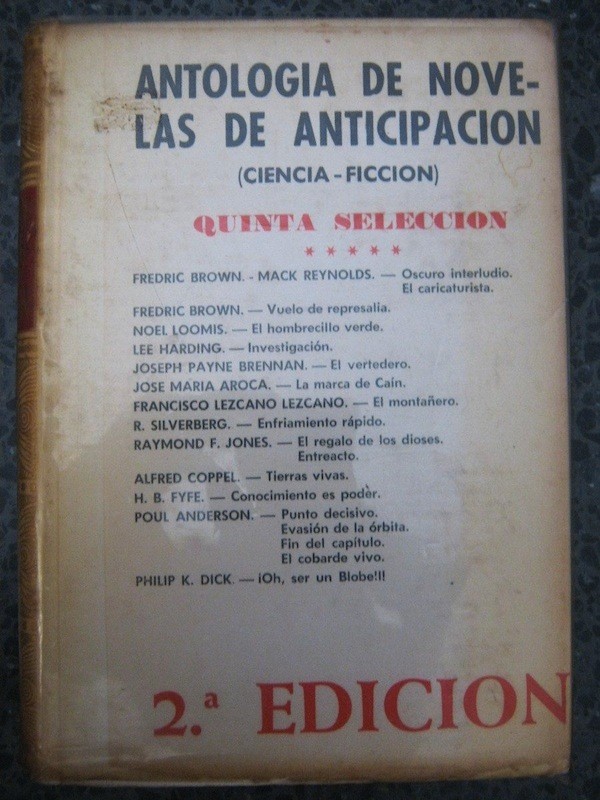 ANTOLOGIA DE NOVE-
LAS DE ANTICIPACION
(CIENCIA-FICCION)
QUINTA SELECCION
* * * * *
FREDRIC BROWN. - MACK REYNOLDS. — Oscuro interludio.
El caricaturista.
FREDRIC BROWN. — Vuelo de represalia.
NOEL LOOMIS. — El hombrecillo verde.
LEE HARDING. — Investigación.
JOSEPH PAYNE BRENNAN. — El vertedero.
JOSE MARIA AROCA. — La marca de Caín.
FRANCISCO LEZCANO LEZCANO. — El montañero.
R. SILVERBERG. — Enfriamiento rápido.
RAYMOND F. JONES. — El regalo de los dioses.
Entreacto.
ALFRED COPPEL. — Tierras vivas.
H. B. FYFE. — Conocimiento es poder.
POUL ANDERSON. — Punto decisivo.
Evasión de la órbita.
Fin del capítulo.
El cobarde vivo.
PHILIP K. DICK. — ¡Oh, ser un Blobel!
2.ª EDICION